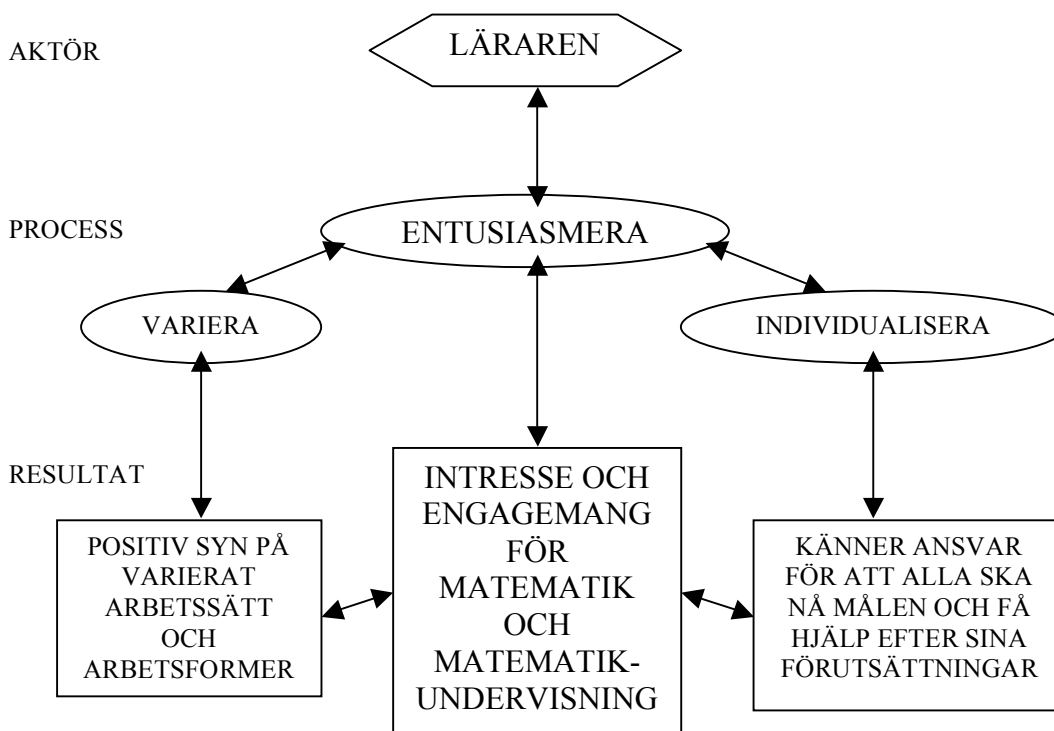 AKTÖR
LÄRAREN
PROCESS
ENTUSIASMERA
VARIERA
INDIVIDUALISERA
RESULTAT
POSITIV SYN PÅ
VARIERAT
ARBETSSÄTT
OCH
ARBETSFORMER
INTRESSE OCH
ENGAGEMANG
FÖR
MATEMATIK
OCH
MATEMATIK-
UNDERVISNING
KÄNNER ANSVAR
FÖR ATT ALLA SKA
NÅ MÅLEN OCH FÅ
HJÄLP EFTER SINA
FÖRUTSÄTTNINGAR